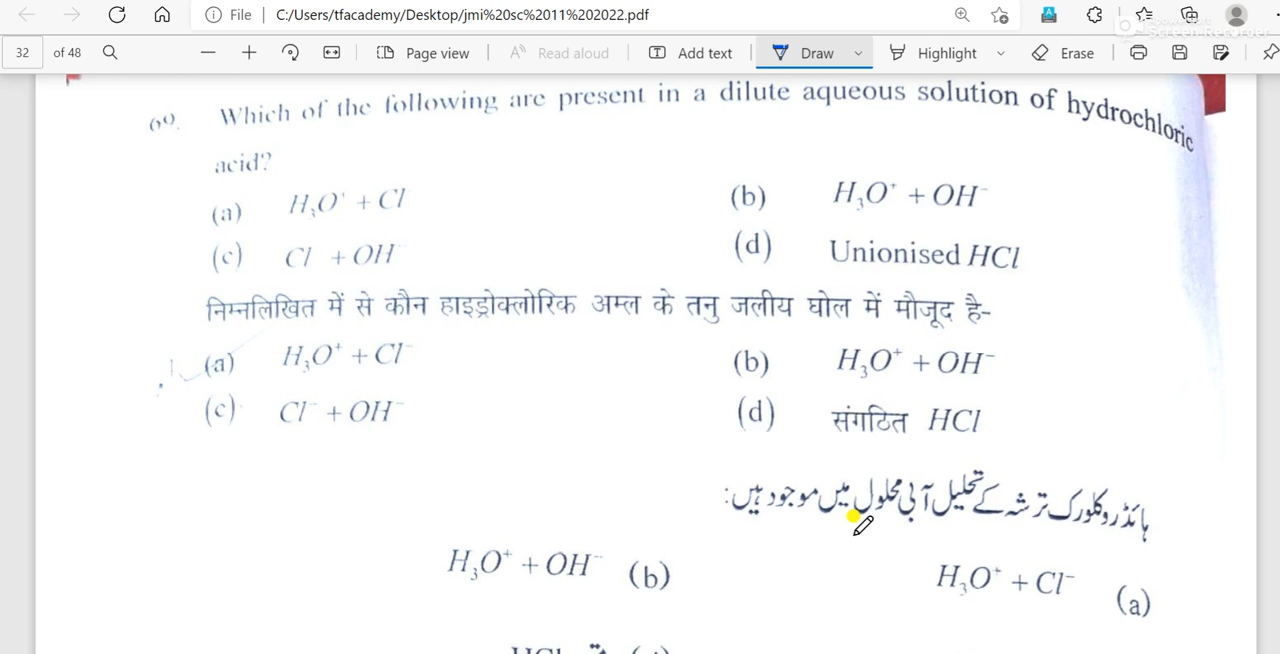 File | C:/Users/tfacademy/Desktop/jmi%20sc%2011%202022.pdf
32 of 48 Page view Read aloud Add text Draw Highlight Erase
69. Which of the following are present in a dilute aqueous solution of hydrochloric
acid?
(a) H₃O⁺ + Cl⁻ (b) H₃O⁺ + OH⁻
(c) Cl + OH⁻ (d) Unionised HCl
निम्नलिखित में से कौन हाइड्रोक्लोरिक अम्ल के तनु जलीय घोल में मौजूद है-
(a) H₃O⁺ + Cl⁻ (b) H₃O⁺ + OH⁻
(c) Cl⁻ + OH⁻ (d) संगठित HCl
ہائڈروکلورک ترشہ کے تحلیل آبی محلول میں موجود ہیں:
H₃O⁺ + OH⁻ (b) H₃O⁺ + Cl⁻ (a)
HCl